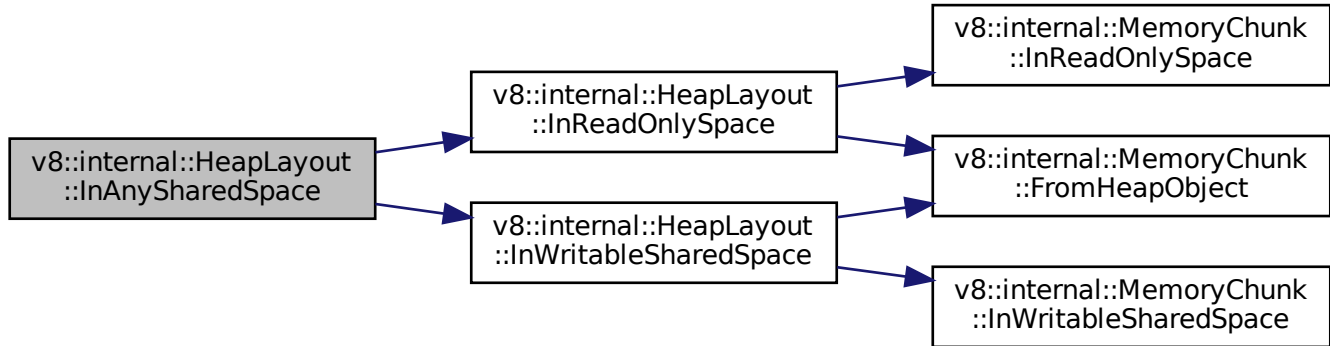 v8::internal::HeapLayout
::InAnySharedSpace
v8::internal::HeapLayout
::InReadOnlySpace
v8::internal::HeapLayout
::InWritableSharedSpace
v8::internal::MemoryChunk
::InReadOnlySpace
v8::internal::MemoryChunk
::FromHeapObject
v8::internal::MemoryChunk
::InWritableSharedSpace